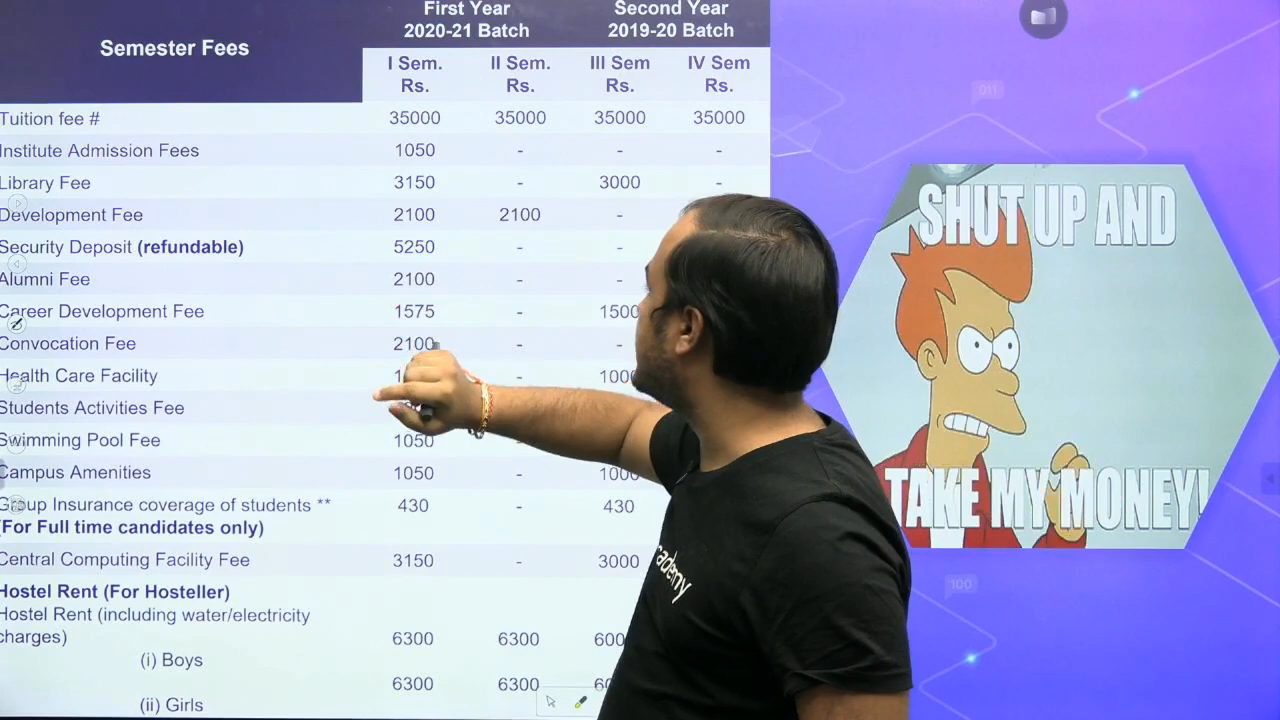 Semester Fees
First Year
2020-21 Batch
Second Year
2019-20 Batch
I Sem.
Rs.
II Sem.
Rs.
III Sem
Rs.
IV Sem
Rs.
Tuition fee # 35000 35000 35000 35000
Institute Admission Fees 1050 - - -
Library Fee 3150 - 3000 -
Development Fee 2100 2100 -
Security Deposit (refundable) 5250 - -
Alumni Fee 2100 - -
Career Development Fee 1575 - 1500
Convocation Fee 2100 - -
Health Care Facility -
Students Activities Fee
Swimming Pool Fee 1050
Campus Amenities 1050 -
Group Insurance coverage of students ** 430 - 430
(For Full time candidates only)
Central Computing Facility Fee 3150 - 3000
Hostel Rent (For Hosteller)
Hostel Rent (including water/electricity
charges) 6300 6300
(i) Boys
6300 6300
(ii) Girls
SHUT UP AND
TAKE MY MONEY!
011
100